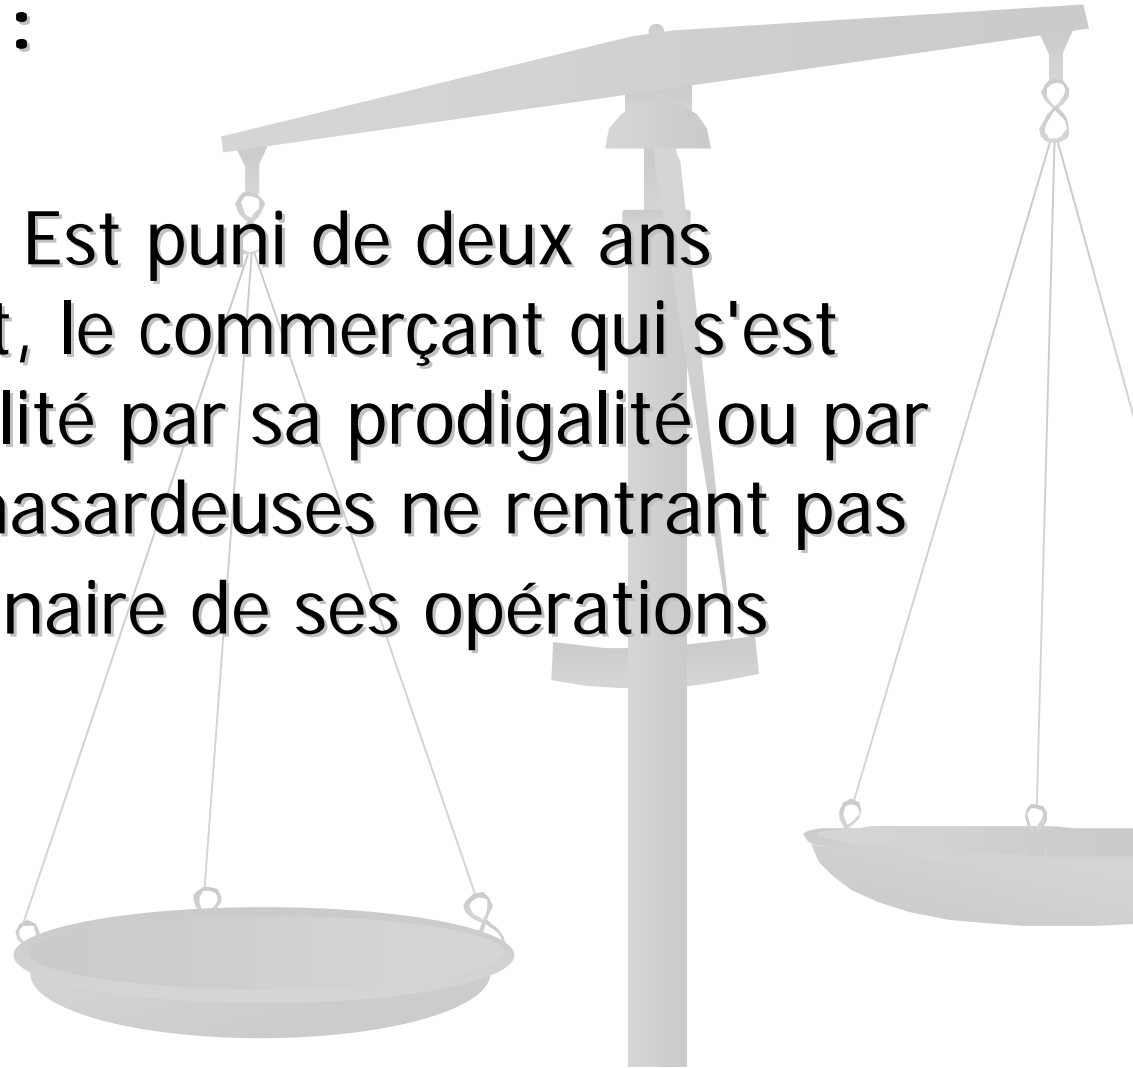 :
Est puni de deux ans
t, le commerçant qui s'est
lité par sa prodigalité ou par
hasardeuses ne rentrant pas
naire de ses opérations